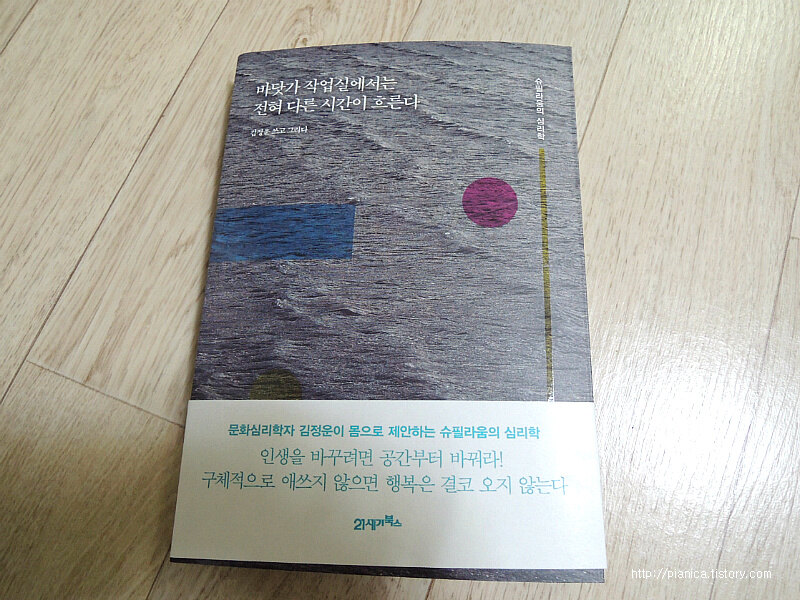 바닷가 작업실에서는
전혀 다른 시간이 흐른다
김정운 쓰고 그리다
슈필라움의 심리학
문화심리학자 김정운이 몸으로 제안하는 슈필라움의 심리학
인생을 바꾸려면 공간부터 바꿔라!
구체적으로 애쓰지 않으면 행복은 결코 오지 않는다
21세기북스
http://pianica.tistory.com